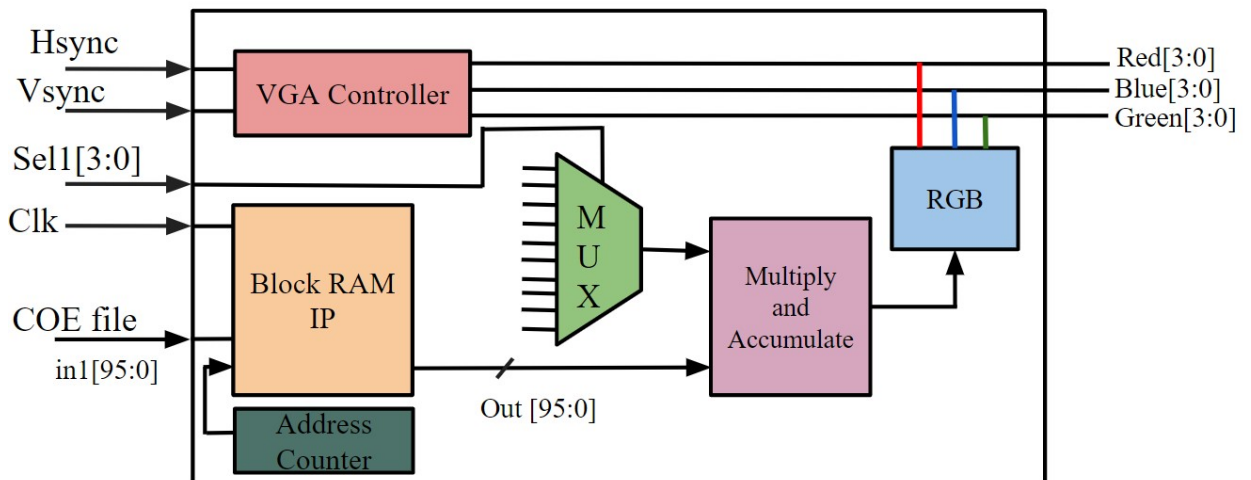 Hsync
Vsync
Sel1[3:0]
Clk
COE file
in1[95:0]
VGA Controller
Block RAM
IP
Address
Counter
Out [95:0]
M
U
X
Multiply
and
Accumulate
RGB
Red[3:0]
Blue[3:0]
Green[3:0]